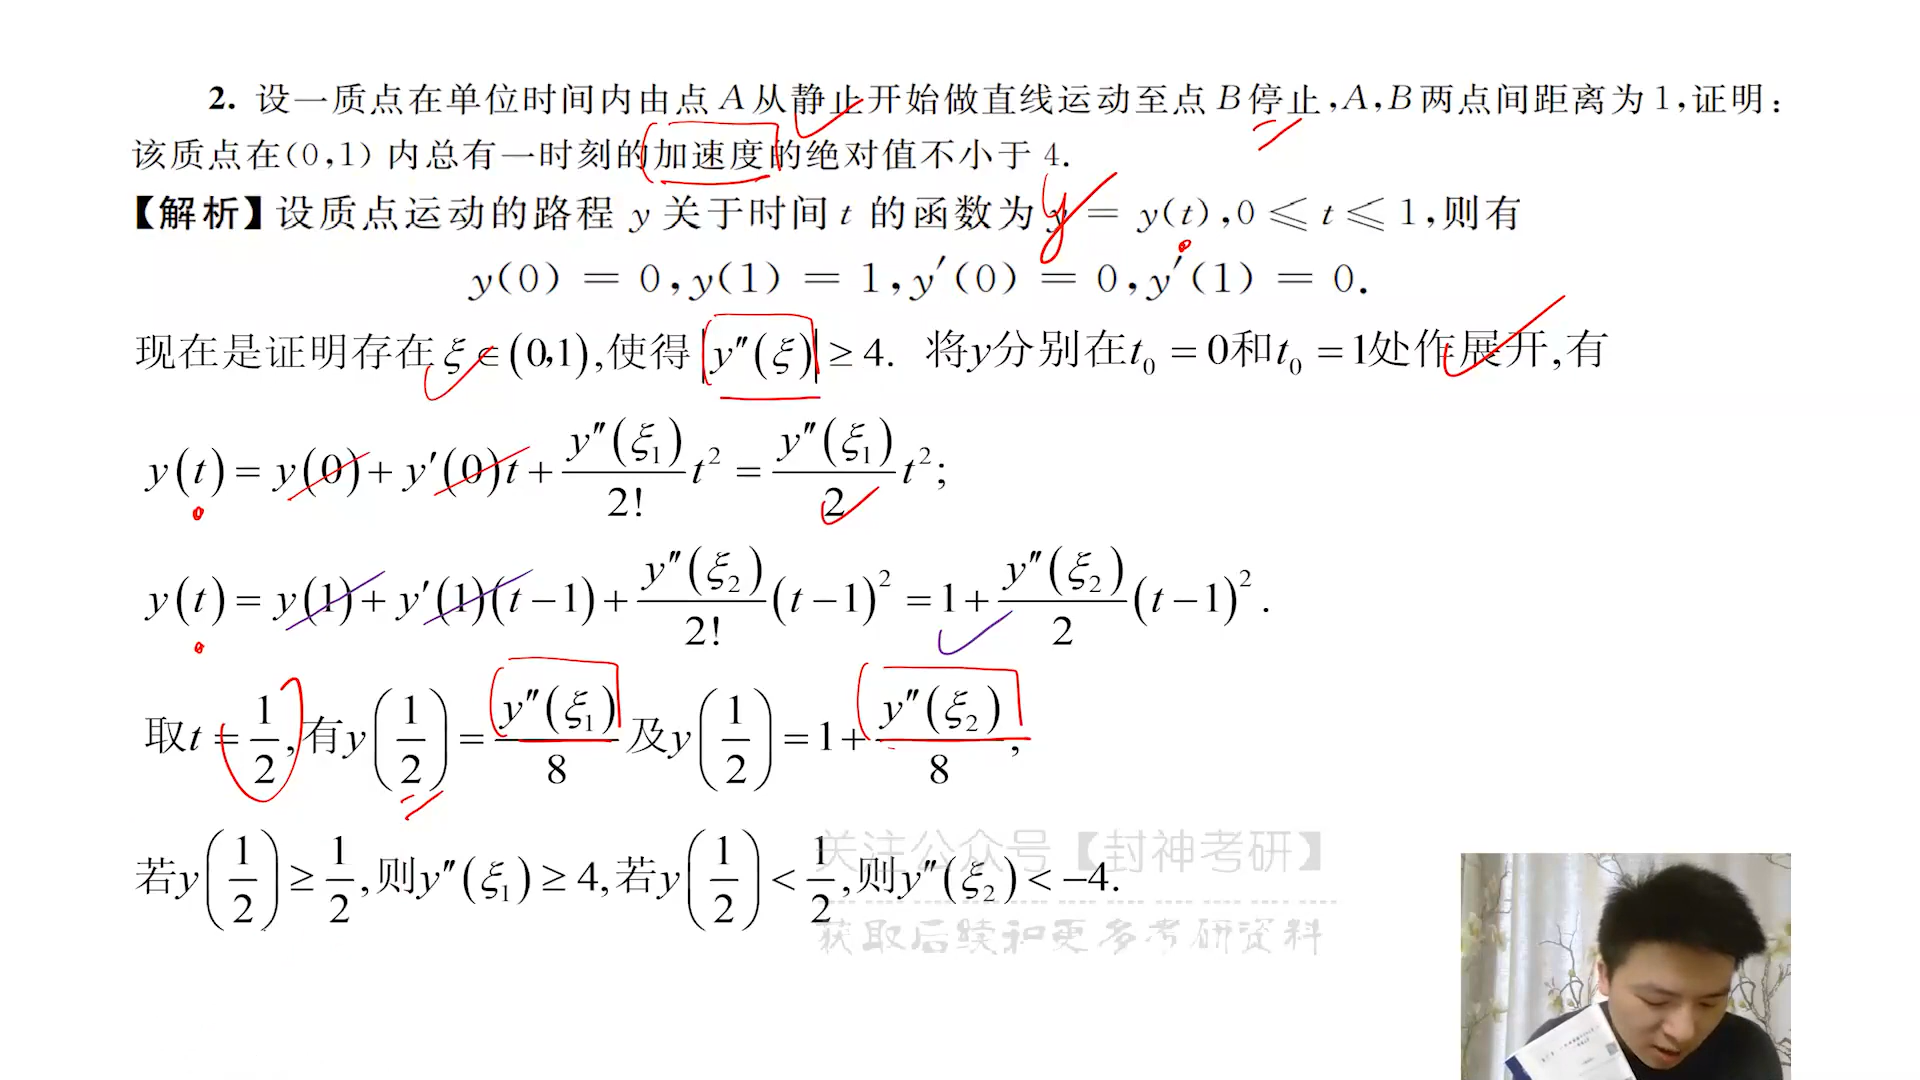 2. 设一质点在单位时间内由点 A 从静止开始做直线运动至点 B 停止,A,B 两点间距离为 1,证明:
该质点在(0,1) 内总有一时刻的加速度的绝对值不小于 4.
【解析】设质点运动的路程 y 关于时间 t 的函数为 y = y(t),0 ⩽ t ⩽ 1,则有
y(0) = 0,y(1) = 1,y′(0) = 0,y′(1) = 0.
现在是证明存在 ξ ∈ (0,1),使得 |y″(ξ)| ≥ 4. 将y分别在t₀ = 0和t₀ = 1处作展开,有
y(t) = y(0) + y′(0)t + y″(ξ₁)/2! t² = y″(ξ₁)/2 t²;
y(t) = y(1) + y′(1)(t−1) + y″(ξ₂)/2! (t−1)² = 1 + y″(ξ₂)/2 (t−1)².
取t = 1/2, 有y(1/2) = y″(ξ₁)/8 及y(1/2) = 1 + y″(ξ₂)/8,
关注公众号【封神考研】
若y(1/2) ≥ 1/2, 则y″(ξ₁) ≥ 4, 若y(1/2) < 1/2, 则y″(ξ₂) < −4.
获取后续和更多考研资料